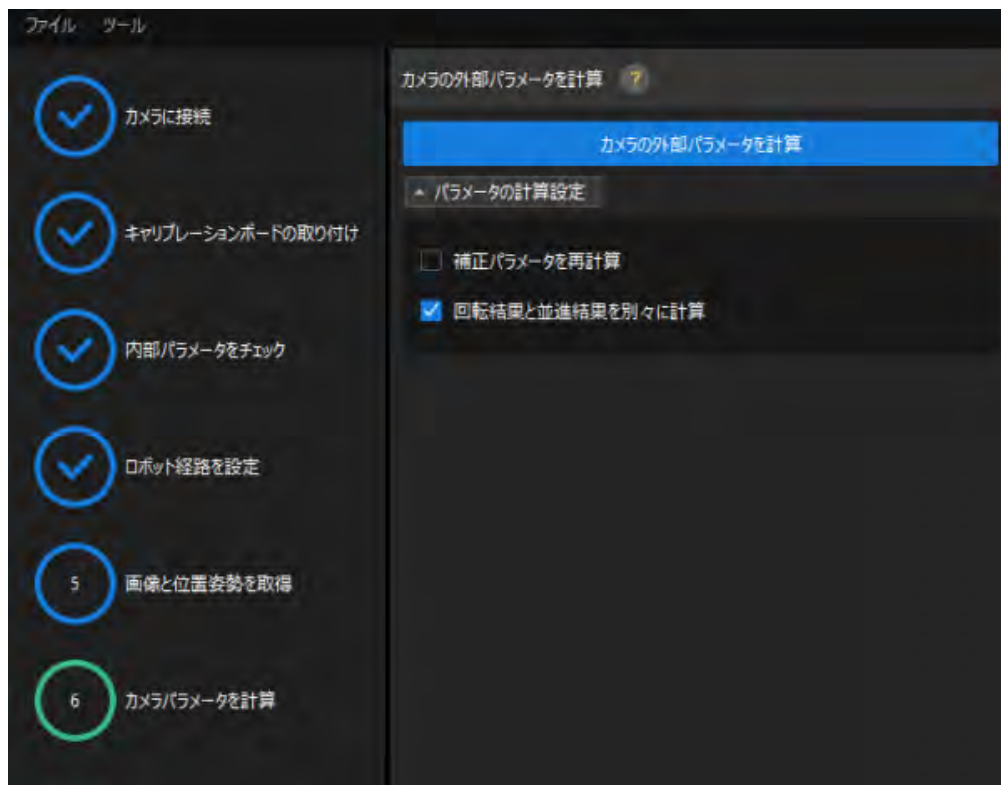 ファイル ツール
カメラに接続
キャリブレーションボードの取り付け
内部パラメータをチェック
ロボット経路を設定
5 画像と位置姿勢を取得
6 カメラパラメータを計算
カメラの外部パラメータを計算 ?
カメラの外部パラメータを計算
パラメータの計算設定
補正パラメータを再計算
回転結果と並進結果を別々に計算